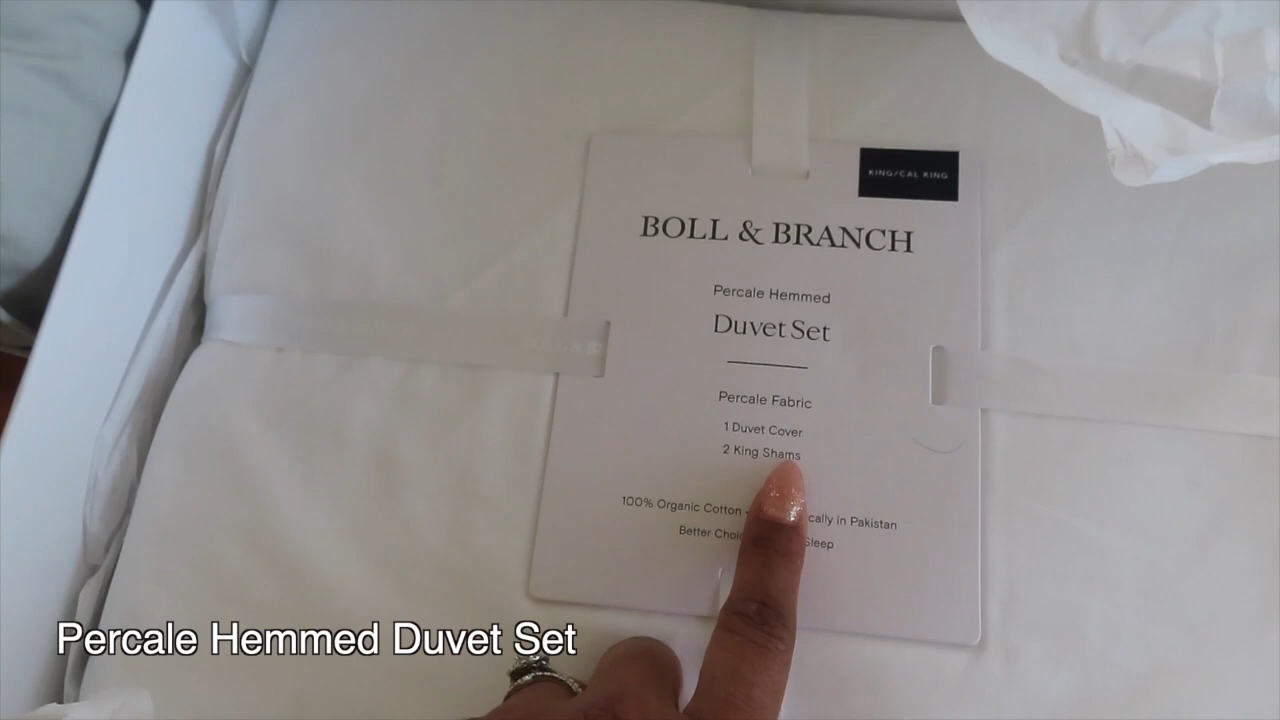 KING/CAL KING
BOLL & BRANCH
Percale Hemmed
Duvet Set
Percale Fabric
1 Duvet Cover
2 King Shams
100% Organic Cotton cally in Pakistan
Better Sleep
Percale Hemmed Duvet Set